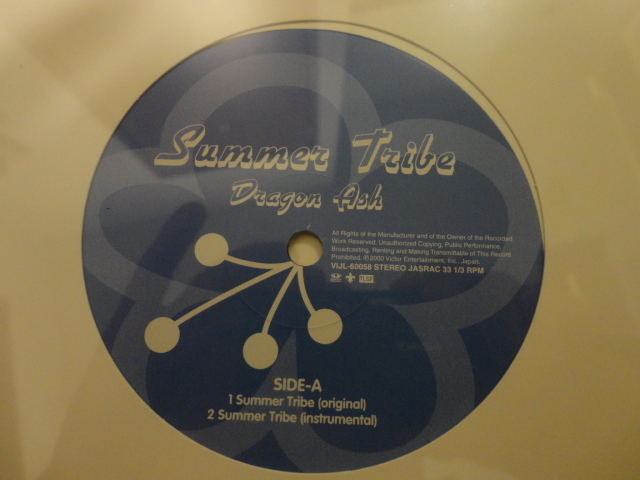 Summer Tribe
Dragon Ash
All Rights of the Manufacturer and of the Owner of the Recorded
Work Reserved. Unauthorized Copying, Public Performance,
Broadcasting, Renting and Making Transmittable of This Record
Prohibited. ℗2000 Victor Entertainment, Inc., Japan.
VIJL-60058 STEREO JASRAC 33 1/3 RPM
SIDE-A
1 Summer Tribe (original)
2 Summer Tribe (instrumental)